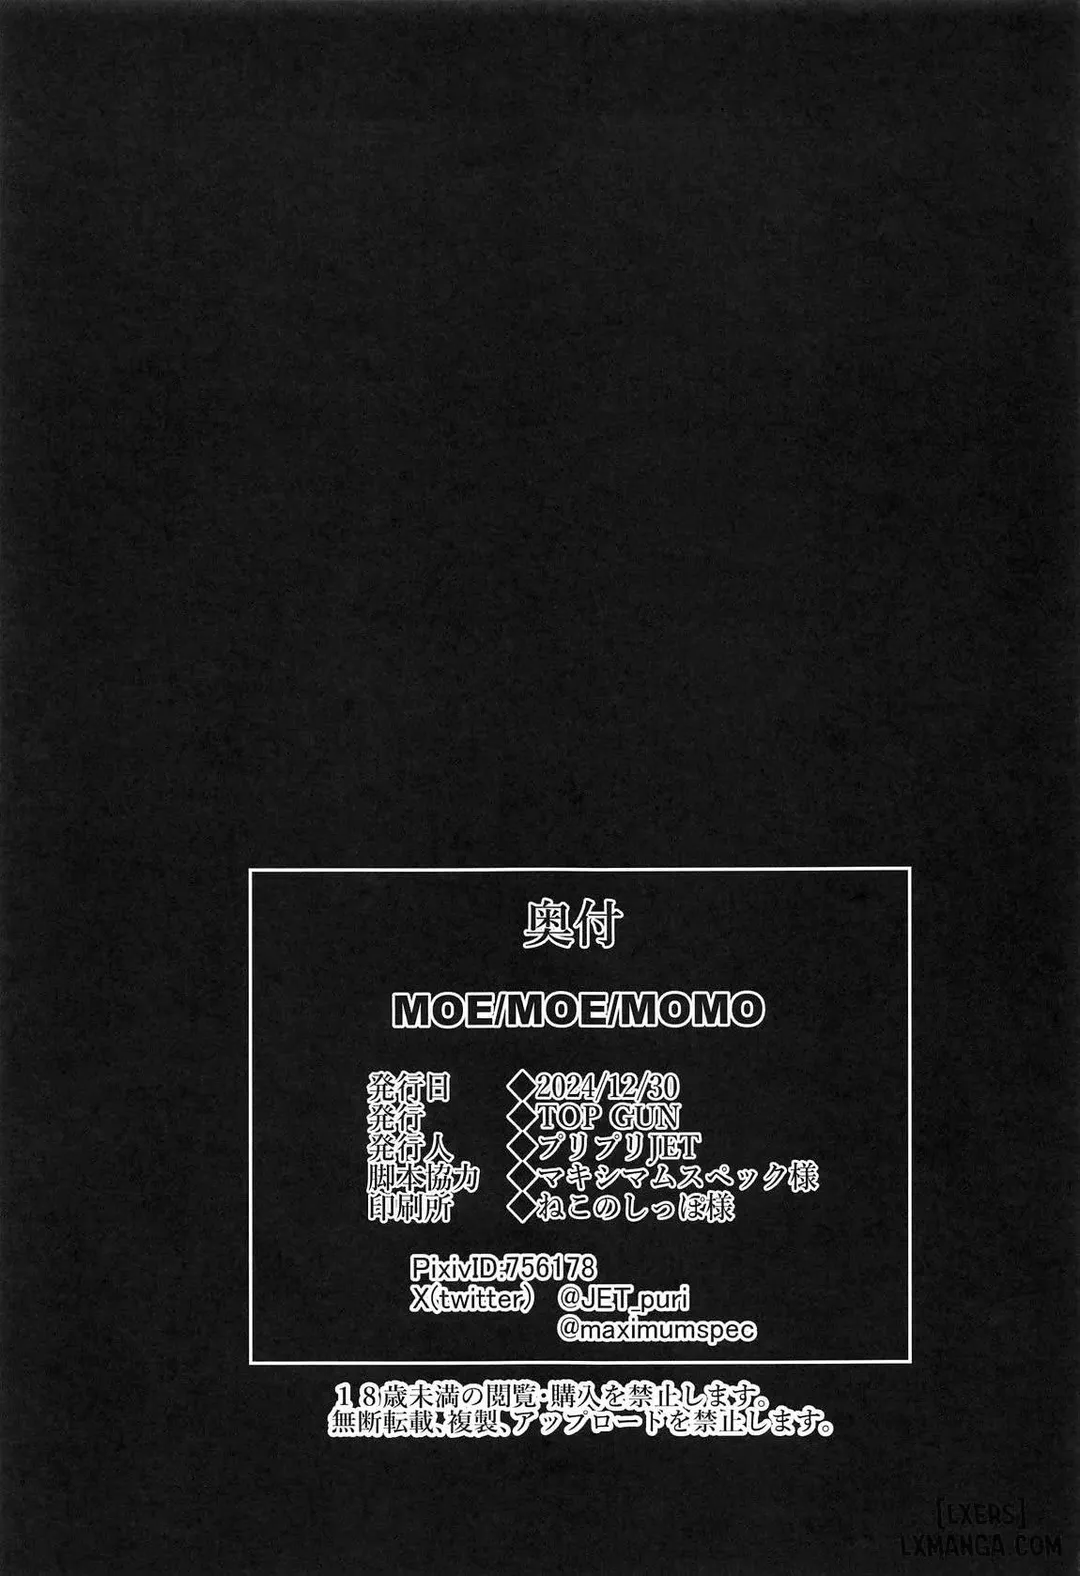 奥付
MOE/MOE/MOMO
発行日 ◇2024/12/30
発行 ◇TOP GUN
発行人 ◇プリプリJET
脚本協力 ◇マキシマムスペック様
印刷所 ◇ねこのしっぽ様
PixivID:756178
X(twitter) @JET_puri
@maximumspec
18歳未満の閲覧・購入を禁止します。
無断転載、複製、アップロードを禁止します。
[LXERS]
LXMANGA.COM